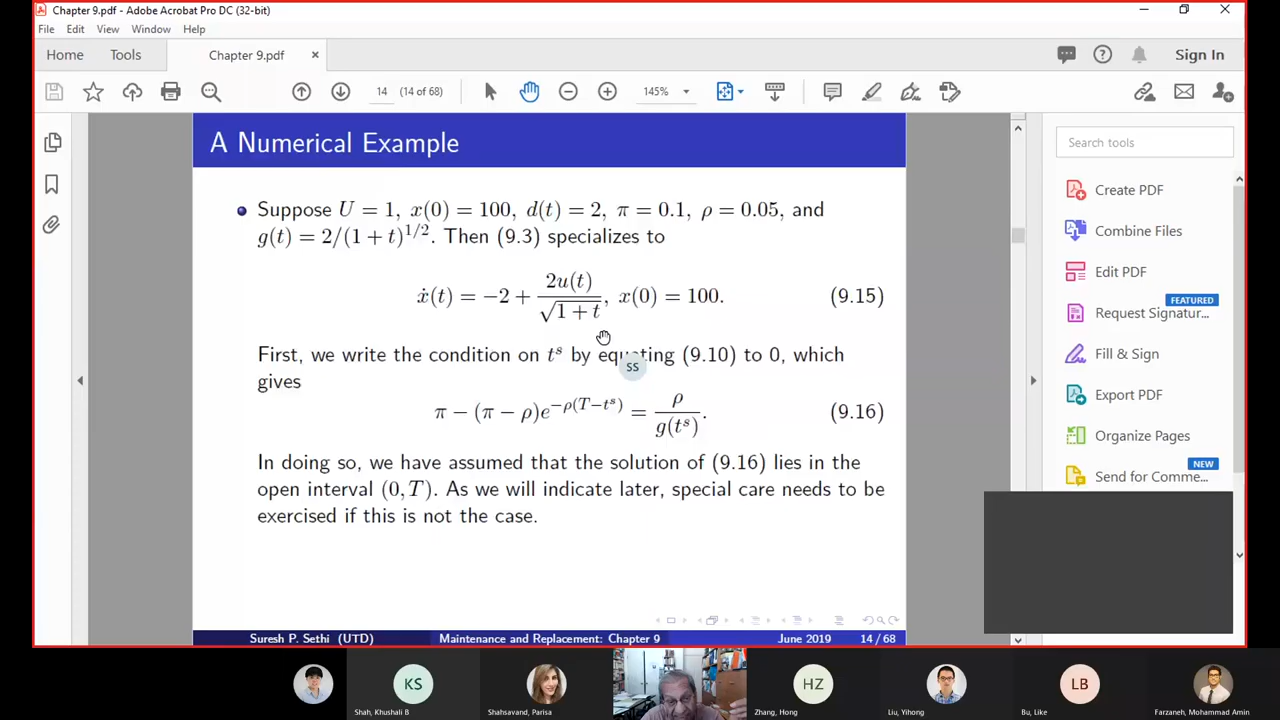 Chapter 9.pdf - Adobe Acrobat Pro DC (32-bit)
File Edit View Window Help
Home Tools Chapter 9.pdf × Sign In
14 (14 of 68) 145%
A Numerical Example
Suppose U = 1, x(0) = 100, d(t) = 2, π = 0.1, ρ = 0.05, and
g(t) = 2/(1 + t)^{1/2}. Then (9.3) specializes to
ẋ(t) = −2 + 2u(t)/√(1 + t), x(0) = 100. (9.15)
First, we write the condition on t^s by equating (9.10) to 0, which
gives
π − (π − ρ)e^{−ρ(T−t^s)} = ρ/g(t^s). (9.16)
In doing so, we have assumed that the solution of (9.16) lies in the
open interval (0, T). As we will indicate later, special care needs to be
exercised if this is not the case.
Suresh P. Sethi (UTD) Maintenance and Replacement: Chapter 9 June 2019 14 / 68
SS
Search tools
Create PDF
Combine Files
Edit PDF
FEATURED
Request Signatur...
Fill & Sign
Export PDF
Organize Pages
NEW
Send for Comme...
KS HZ LB
Shah, Khushali B Shahsavand, Parisa Zhang, Hong Liu, Yihong Bu, Like Farzaneh, Mohammad Amin